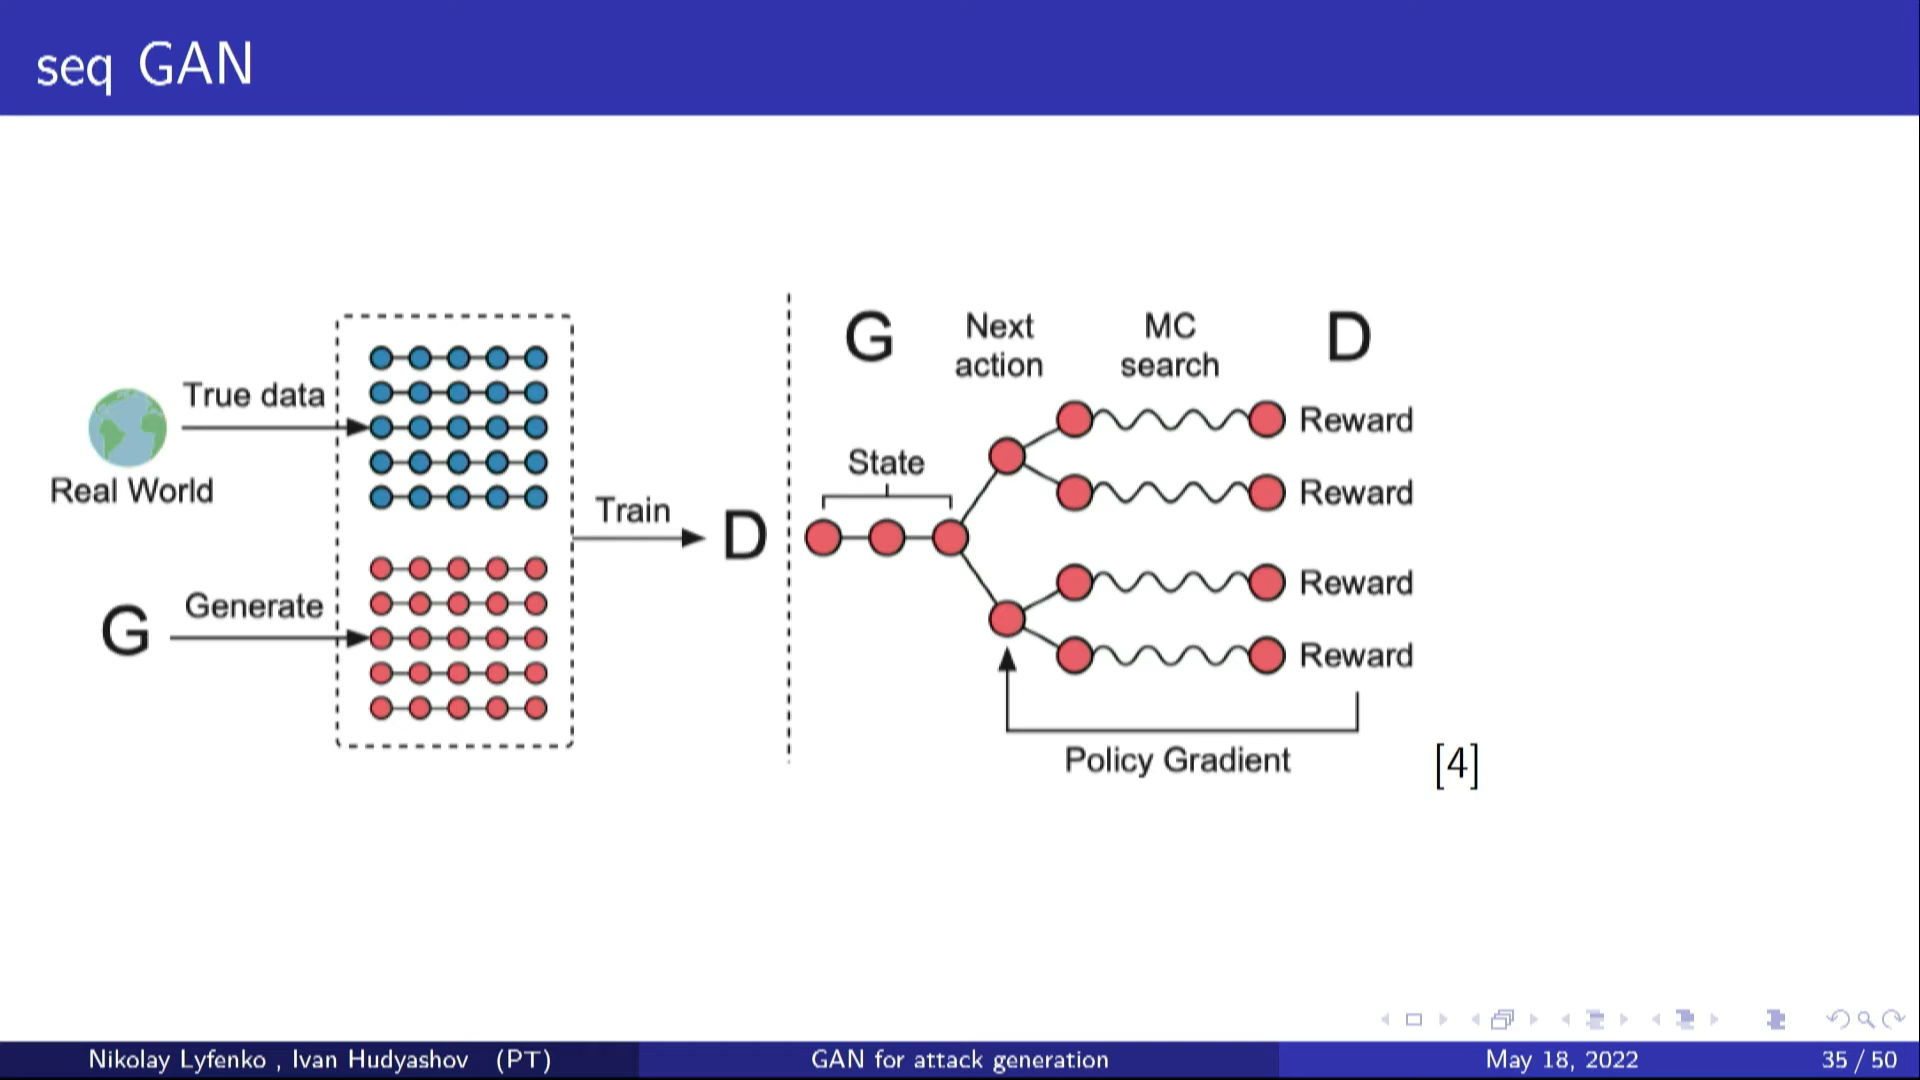 seq GAN
True data
Real World
G
Generate
Train
D
G
Next
action
MC
search
D
State
Reward
Reward
Reward
Reward
Policy Gradient
[4]
Nikolay Lyfenko , Ivan Hudyashov (PT)
GAN for attack generation
May 18, 2022
35 / 50